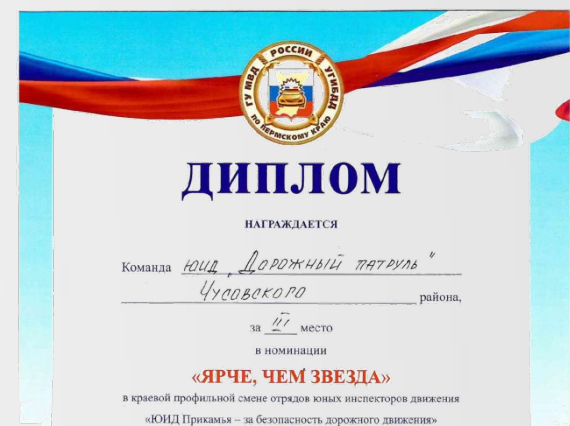 ГУ МВД РОССИИ УГИБДД
ПО ПЕРМСКОМУ КРАЮ
ДИПЛОМ
НАГРАЖДАЕТСЯ
Команда ЮИД „Дорожный патруль"
Чусовского района,
за III место
в номинации
«ЯРЧЕ, ЧЕМ ЗВЕЗДА»
в краевой профильной смене отрядов юных инспекторов движения
«ЮИД Прикамья – за безопасность дорожного движения»